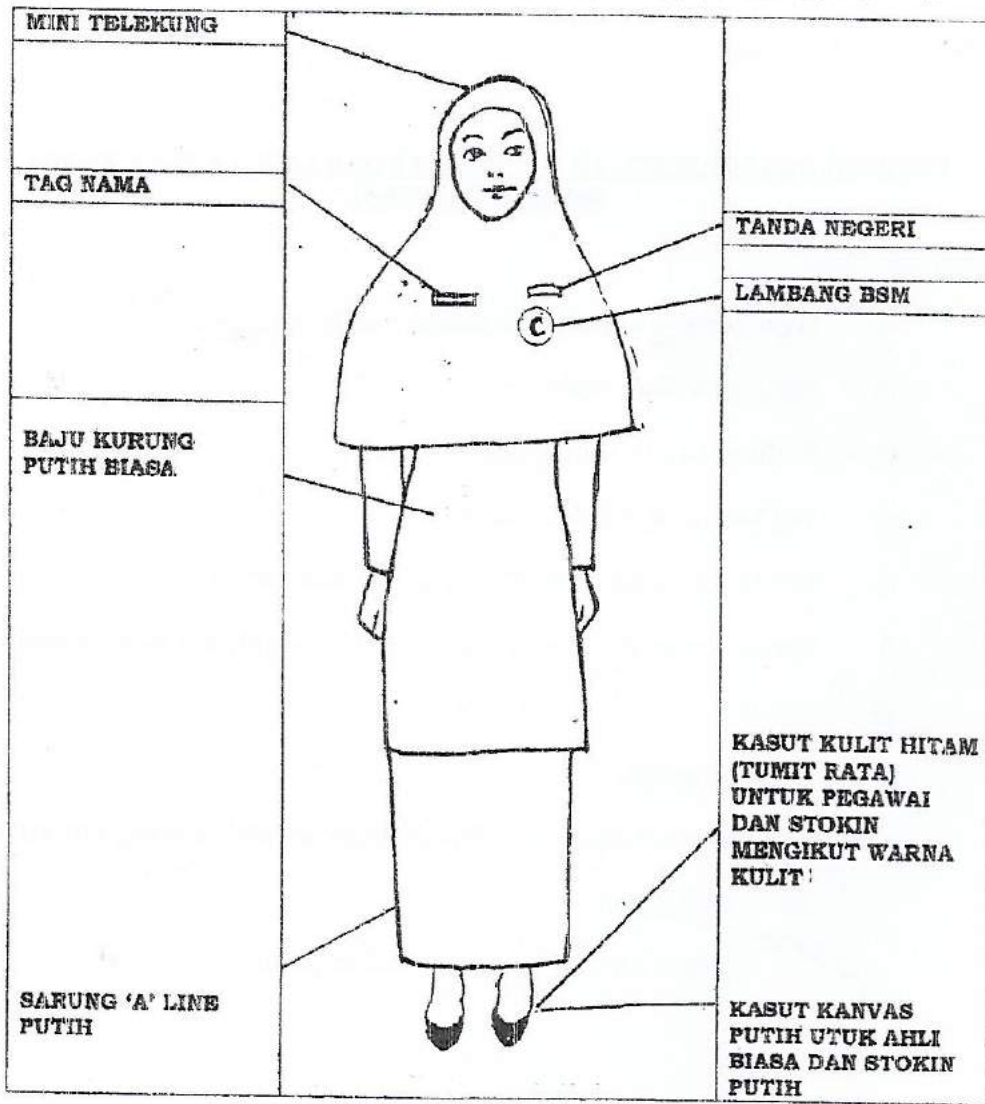 MINI TELEKUNG
TAG NAMA
BAJU KURUNG
PUTIH BIASA
SARUNG 'A' LINE
PUTIH
C
TANDA NEGERI
LAMBANG BSM
KASUT KULIT HITAM
(TUMIT RATA)
UNTUK PEGAWAI
DAN STOKIN
MENGIKUT WARNA
KULIT
KASUT KANVAS
PUTIH UTUK AHLI
BIASA DAN STOKIN
PUTIH